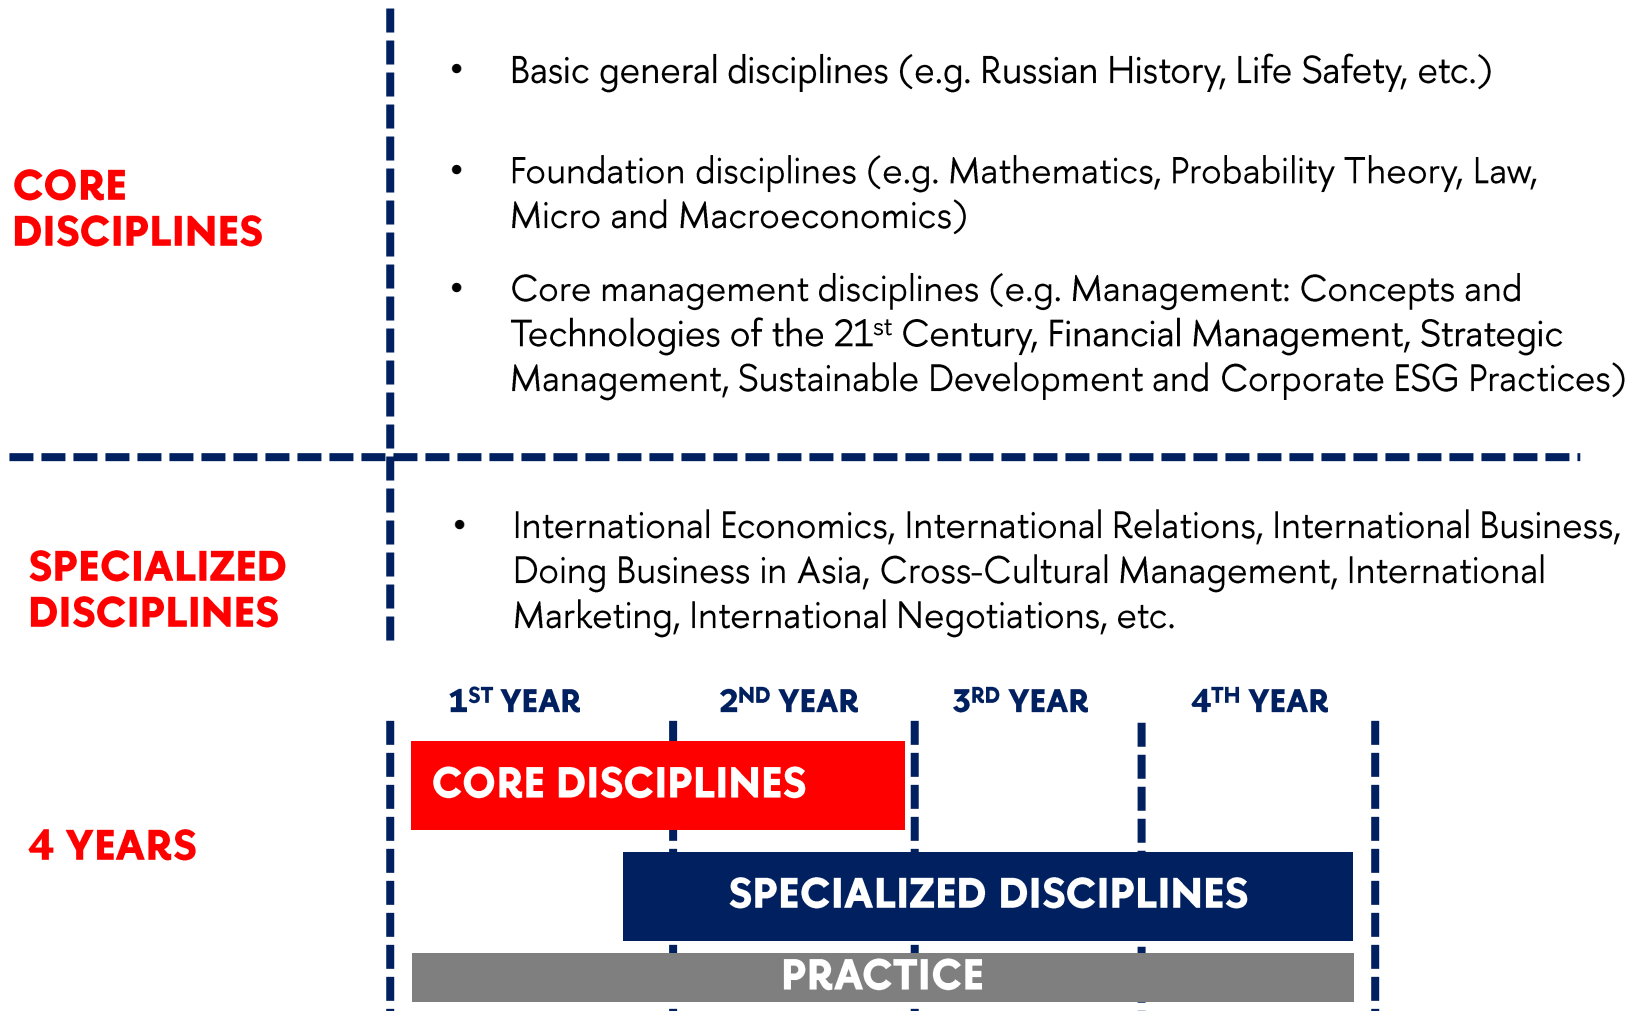 CORE
DISCIPLINES
• Basic general disciplines (e.g. Russian History, Life Safety, etc.)
• Foundation disciplines (e.g. Mathematics, Probability Theory, Law,
Micro and Macroeconomics)
• Core management disciplines (e.g. Management: Concepts and
Technologies of the 21st Century, Financial Management, Strategic
Management, Sustainable Development and Corporate ESG Practices)
SPECIALIZED
DISCIPLINES
• International Economics, International Relations, International Business,
Doing Business in Asia, Cross-Cultural Management, International
Marketing, International Negotiations, etc.
1ST YEAR 2ND YEAR 3RD YEAR 4TH YEAR
4 YEARS
CORE DISCIPLINES
SPECIALIZED DISCIPLINES
PRACTICE